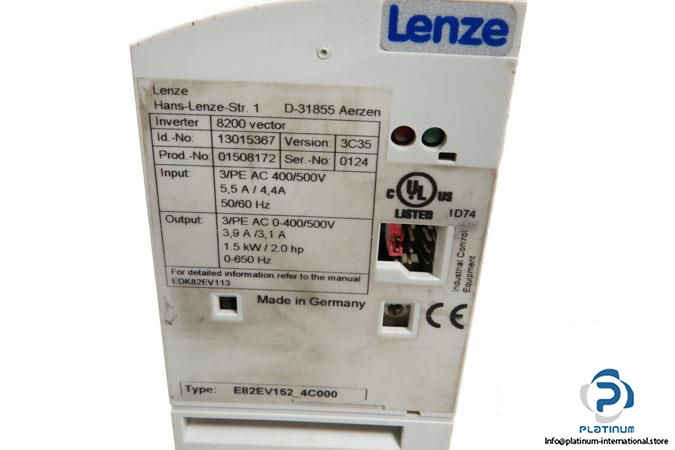 Lenze
Lenze
Hans-Lenze-Str. 1 D-31855 Aerzen
Inverter 8200 vector
Id.-No: 13015367 Version: 3C35
Prod.-No: 01508172 Ser.-No: 0124
Input: 3/PE AC 400/500V
5,5 A / 4,4A
50/60 Hz
Output: 3/PE AC 0-400/500V
3,9 A /3,1 A
1.5 kW / 2.0 hp
0-650 Hz
For detailed information refer to the manual
EDK82EV113
Made in Germany
C UL US
LISTED 1D74
Industrial Control
Equipment
CE
Type: E82EV152_4C000
PLATINUM
info@platinum-international.store